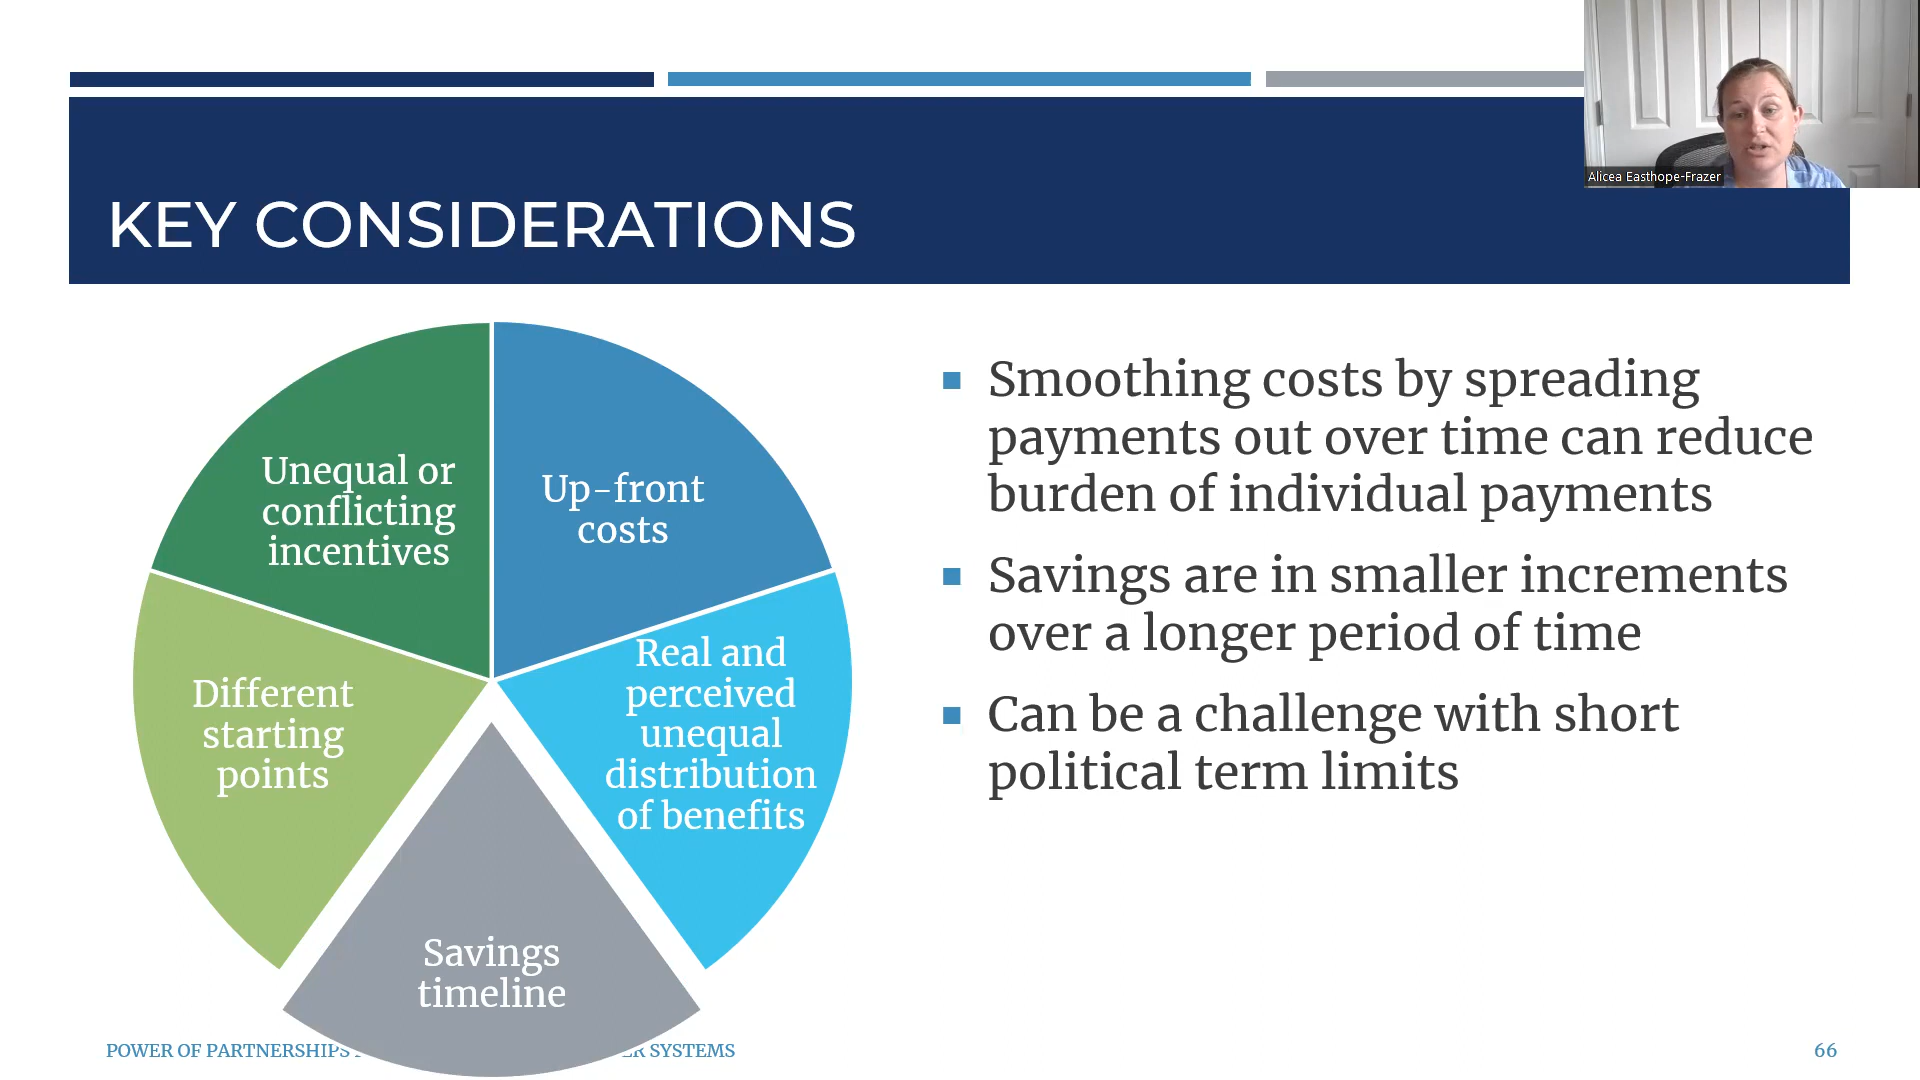 Alicea Easthope-Frazer
KEY CONSIDERATIONS
Unequal or
conflicting
incentives
Up-front
costs
Real and
perceived
unequal
distribution
of benefits
Different
starting
points
Savings
timeline
▪ Smoothing costs by spreading
payments out over time can reduce
burden of individual payments
▪ Savings are in smaller increments
over a longer period of time
▪ Can be a challenge with short
political term limits
POWER OF PARTNERSHIPS SYSTEMS
66